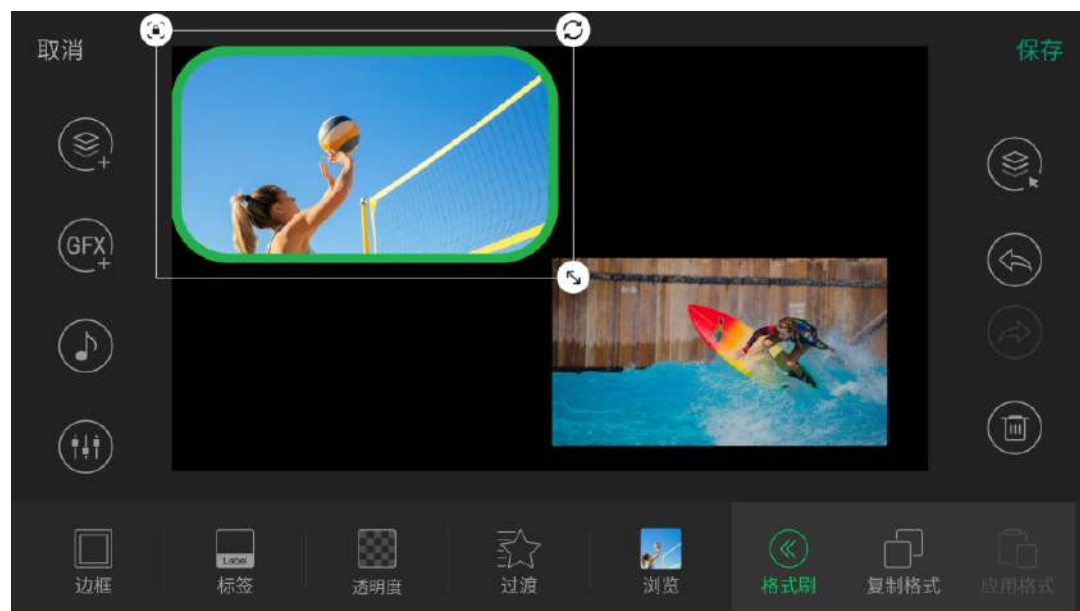 取消
保存
GFX
Label
边框
标签
透明度
过渡
浏览
格式刷
复制格式
应用格式